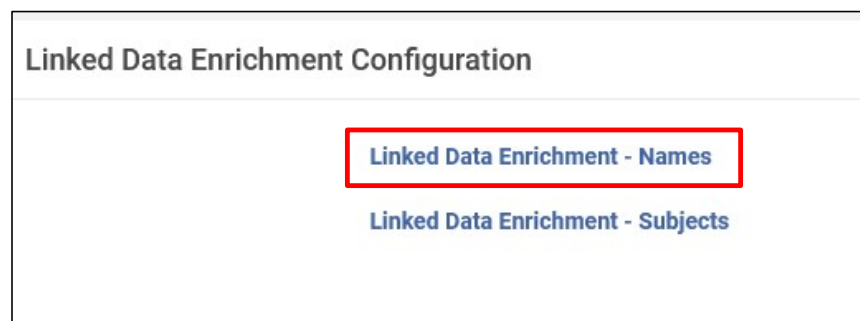 Linked Data Enrichment Configuration
Linked Data Enrichment - Names
Linked Data Enrichment - Subjects